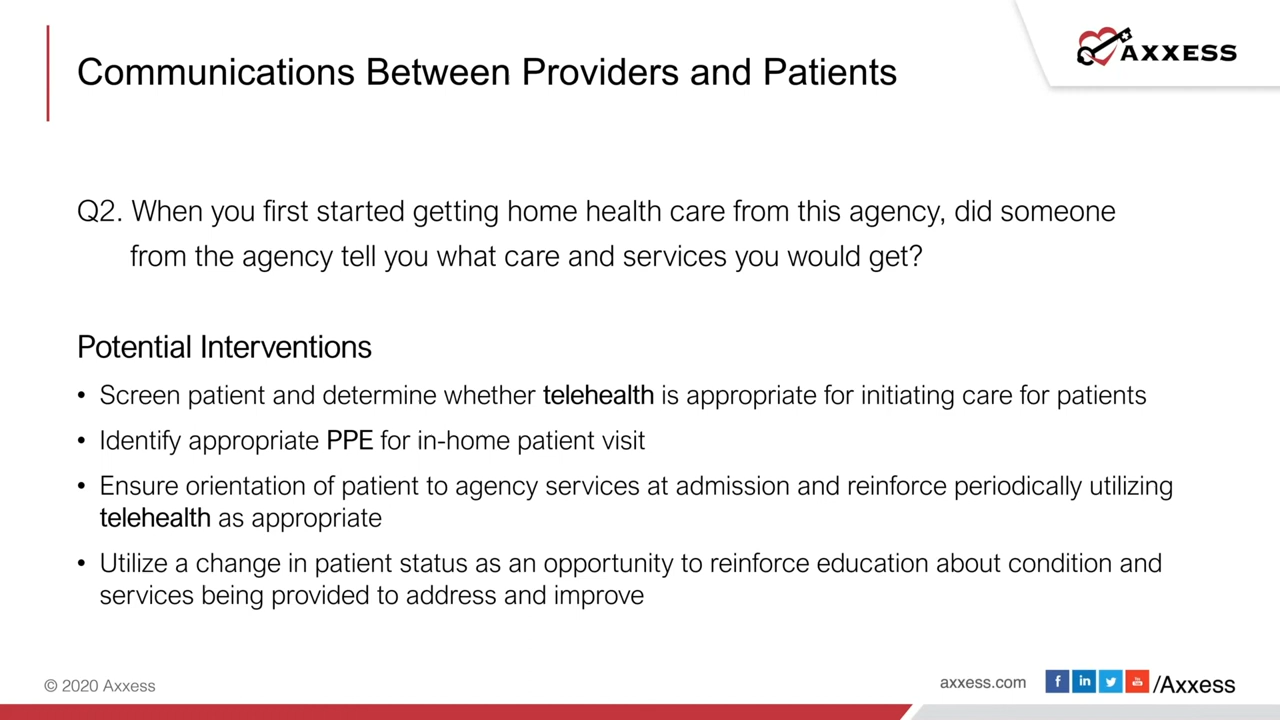 AXXESS
Communications Between Providers and Patients
Q2. When you first started getting home health care from this agency, did someone
from the agency tell you what care and services you would get?
Potential Interventions
• Screen patient and determine whether telehealth is appropriate for initiating care for patients
• Identify appropriate PPE for in-home patient visit
• Ensure orientation of patient to agency services at admission and reinforce periodically utilizing
telehealth as appropriate
• Utilize a change in patient status as an opportunity to reinforce education about condition and
services being provided to address and improve
© 2020 Axxess
axxess.com f in /Axxess